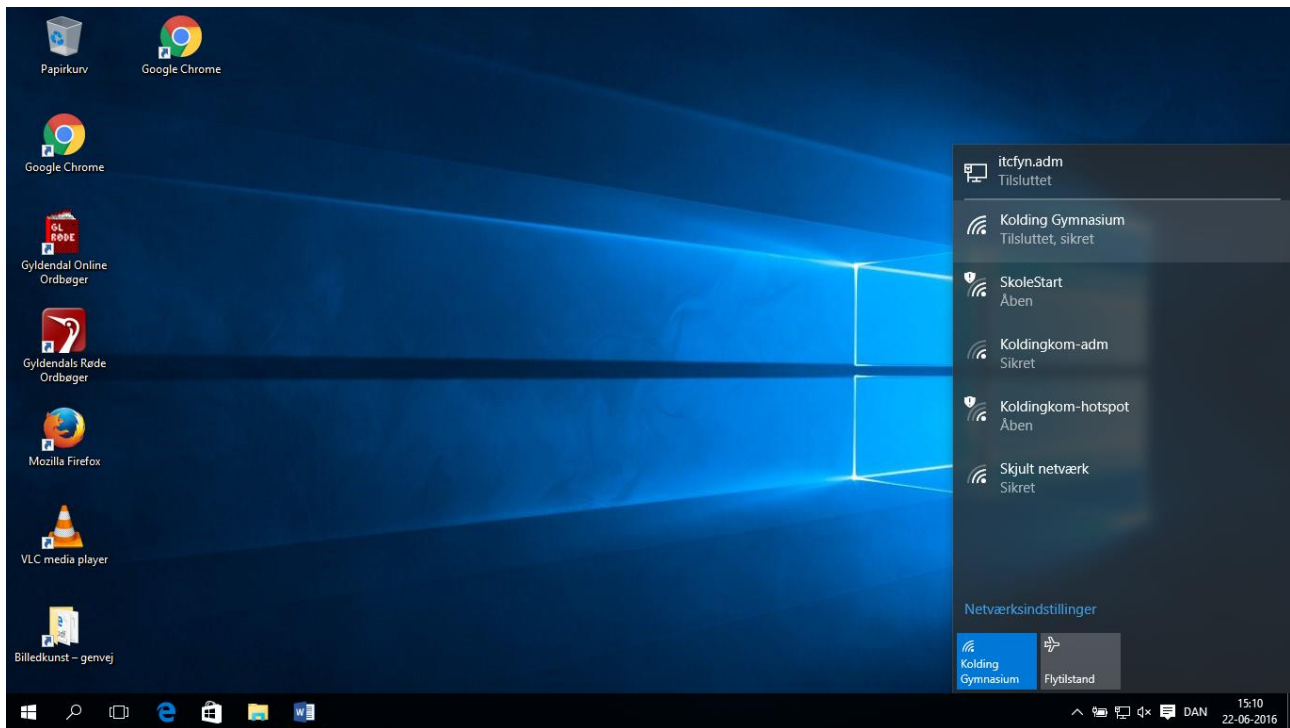 Papirkurv
Google Chrome
Google Chrome
GL
RØDE
Gyldendal Online
Ordbøger
Gyldendals Røde
Ordbøger
Mozilla Firefox
VLC media player
Billedkunst – genvej
itcfyn.adm
Tilsluttet
Kolding Gymnasium
Tilsluttet, sikret
SkoleStart
Åben
Koldingkom-adm
Sikret
Koldingkom-hotspot
Åben
Skjult netværk
Sikret
Netværksindstillinger
Kolding
Gymnasium
Flytilstand
DAN
15:10
22-06-2016